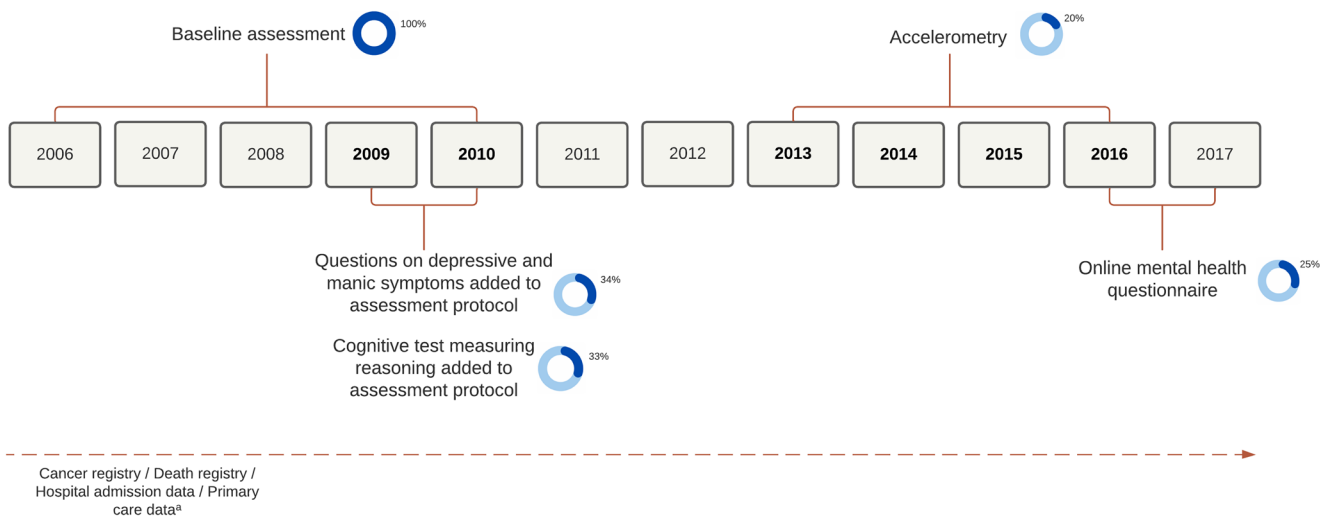 Baseline assessment
100%
Accelerometry
20%
2006
2007
2008
2009
2010
2011
2012
2013
2014
2015
2016
2017
Questions on depressive and
manic symptoms added to
assessment protocol
34%
Cognitive test measuring
reasoning added to
assessment protocol
33%
Online mental health
questionnaire
25%
Cancer registry / Death registry /
Hospital admission data / Primary
care dataᵃ